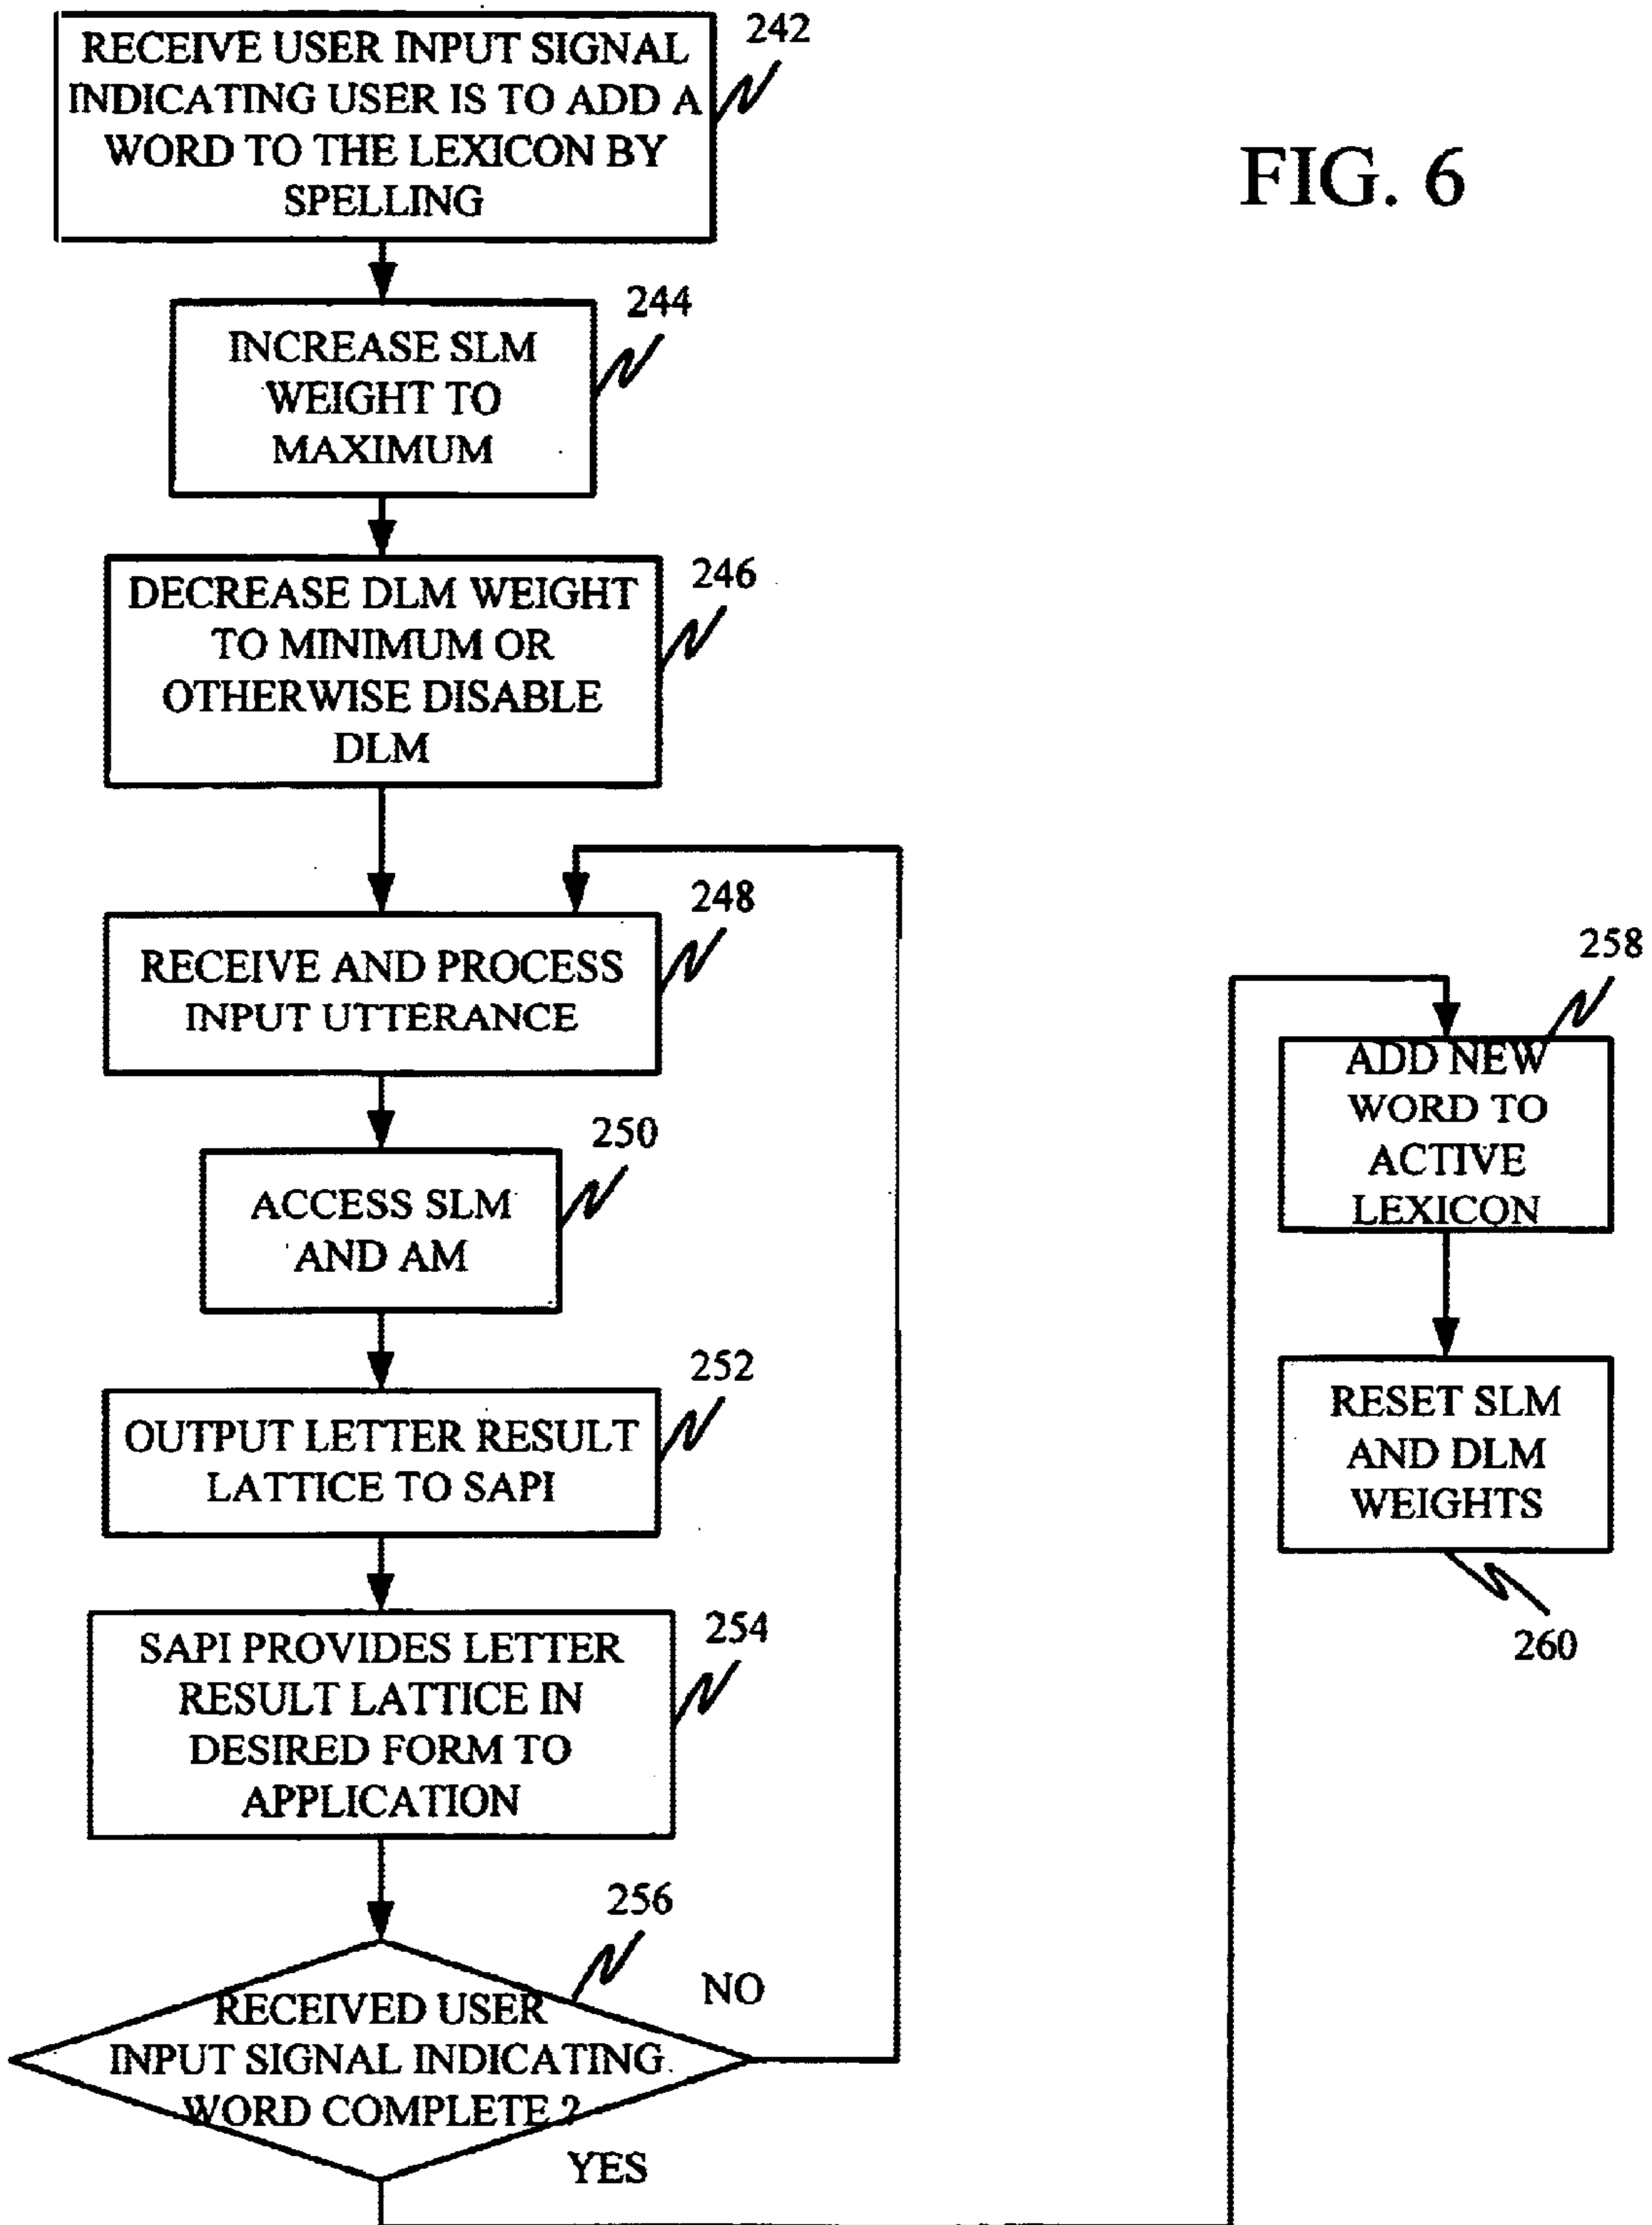 242
RECEIVE USER INPUT SIGNAL
INDICATING USER IS TO ADD A
WORD TO THE LEXICON BY
SPELLING
FIG. 6
244
INCREASE SLM
WEIGHT TO
MAXIMUM
246
DECREASE DLM WEIGHT
TO MINIMUM OR
OTHERWISE DISABLE
DLM
248
RECEIVE AND PROCESS
INPUT UTTERANCE
250
ACCESS SLM
AND AM
252
OUTPUT LETTER RESULT
LATTICE TO SAPI
254
SAPI PROVIDES LETTER
RESULT LATTICE IN
DESIRED FORM TO
APPLICATION
256
RECEIVED USER
INPUT SIGNAL INDICATING
WORD COMPLETE ?
NO
YES
258
ADD NEW
WORD TO
ACTIVE
LEXICON
RESET SLM
AND DLM
WEIGHTS
260